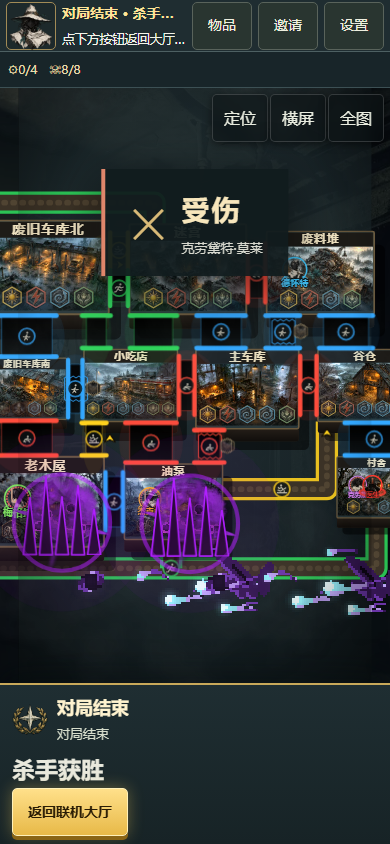 对局结束 • 杀手…
点下方按钮返回大厅…
物品
邀请
设置
0/4
8/8
定位
横屏
全图
受伤
克劳黛特·莫莱
废旧车库北
废料堆
德怀特
废旧车库南
小吃店
主车库
谷仓
老木屋
油泵
村舍
对局结束
对局结束
杀手获胜
返回联机大厅